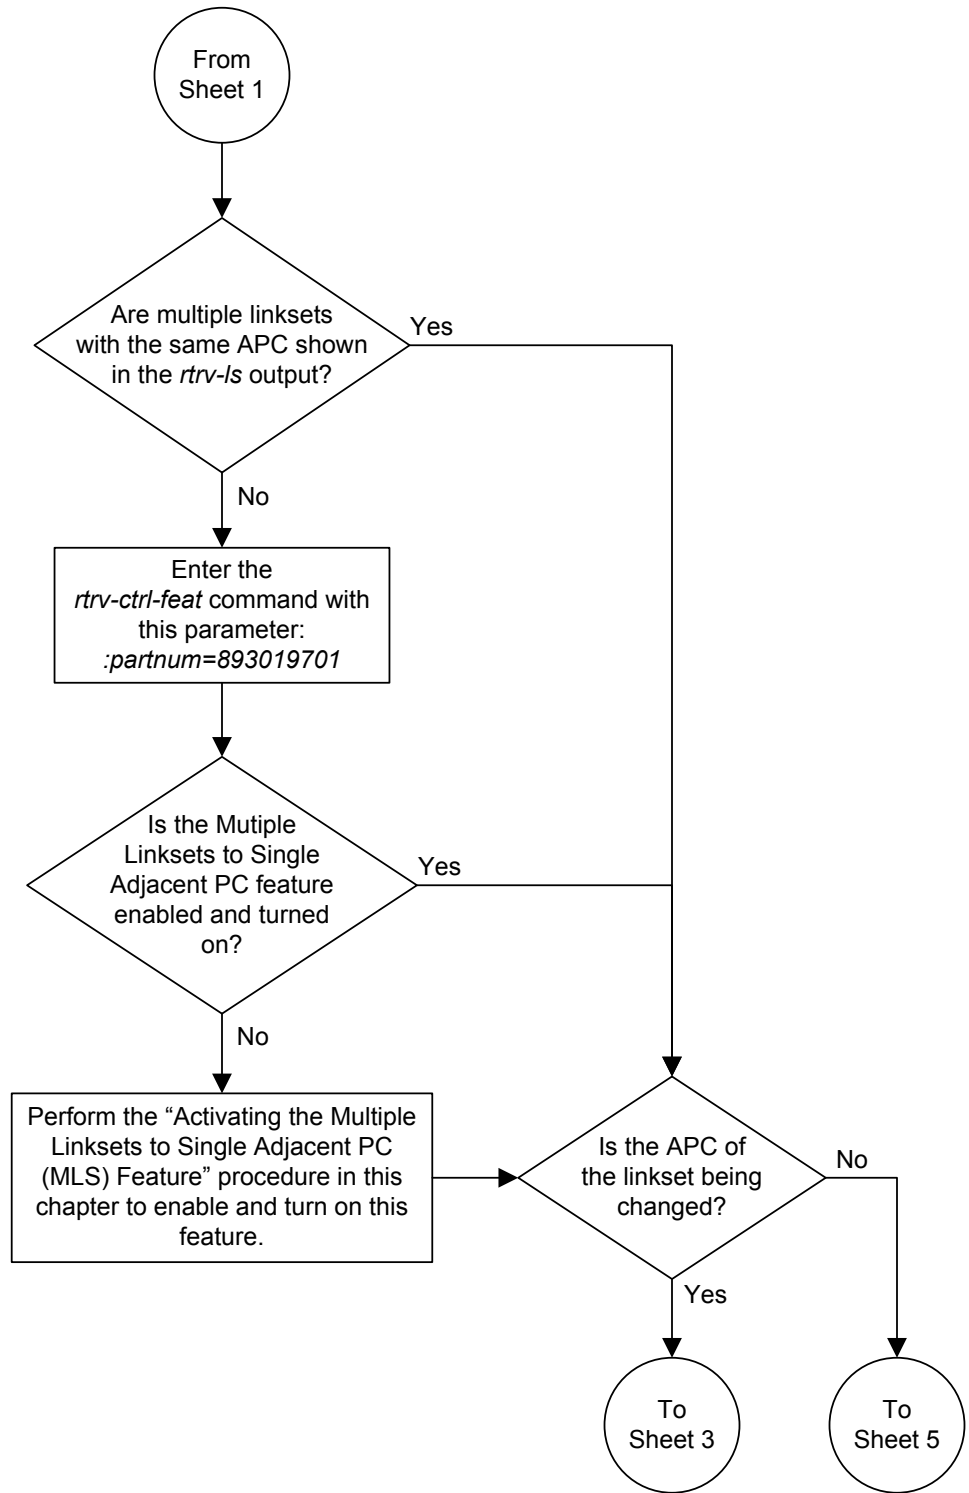 From
Sheet 1
Are multiple linksets
with the same APC shown
in the rtrv-ls output?
Yes
No
Enter the
rtrv-ctrl-feat command with
this parameter:
:partnum=893019701
Is the Mutiple
Linksets to Single
Adjacent PC feature
enabled and turned
on?
Yes
No
Perform the “Activating the Multiple
Linksets to Single Adjacent PC
(MLS) Feature” procedure in this
chapter to enable and turn on this
feature.
Is the APC of
the linkset being
changed?
No
Yes
To
Sheet 3
To
Sheet 5